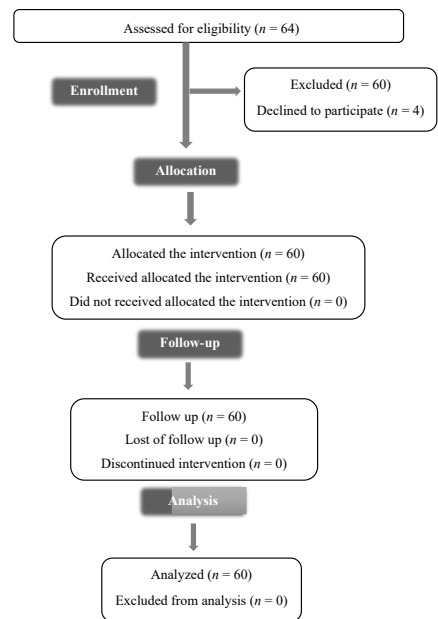 Assessed for eligibility (n = 64)
Enrollment
Excluded (n = 60)
Declined to participate (n = 4)
Allocation
Allocated the intervention (n = 60)
Received allocated the intervention (n = 60)
Did not received allocated the intervention (n = 0)
Follow-up
Follow up (n = 60)
Lost of follow up (n = 0)
Discontinued intervention (n = 0)
Analysis
Analyzed (n = 60)
Excluded from analysis (n = 0)